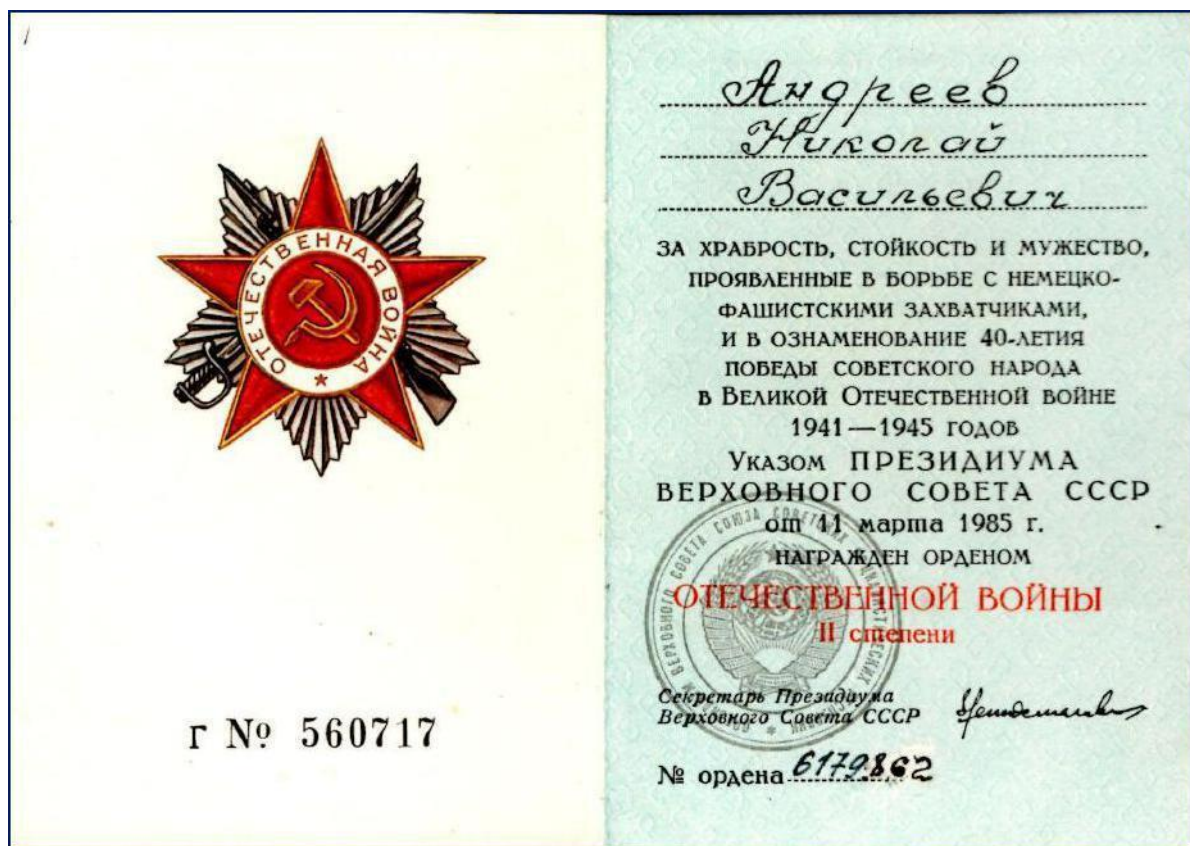 ОТЕЧЕСТВЕННАЯ ВОЙНА
г № 560717
Андреев
Николай
Васильевич
ЗА ХРАБРОСТЬ, СТОЙКОСТЬ И МУЖЕСТВО,
ПРОЯВЛЕННЫЕ В БОРЬБЕ С НЕМЕЦКО-
ФАШИСТСКИМИ ЗАХВАТЧИКАМИ,
И В ОЗНАМЕНОВАНИЕ 40-ЛЕТИЯ
ПОБЕДЫ СОВЕТСКОГО НАРОДА
В ВЕЛИКОЙ ОТЕЧЕСТВЕННОЙ ВОЙНЕ
1941—1945 ГОДОВ
УКАЗОМ ПРЕЗИДИУМА
ВЕРХОВНОГО СОВЕТА СССР
от 11 марта 1985 г.
НАГРАЖДЕН ОРДЕНОМ
ОТЕЧЕСТВЕННОЙ ВОЙНЫ
II степени
Секретарь Президиума
Верховного Совета СССР
№ ордена 6179862